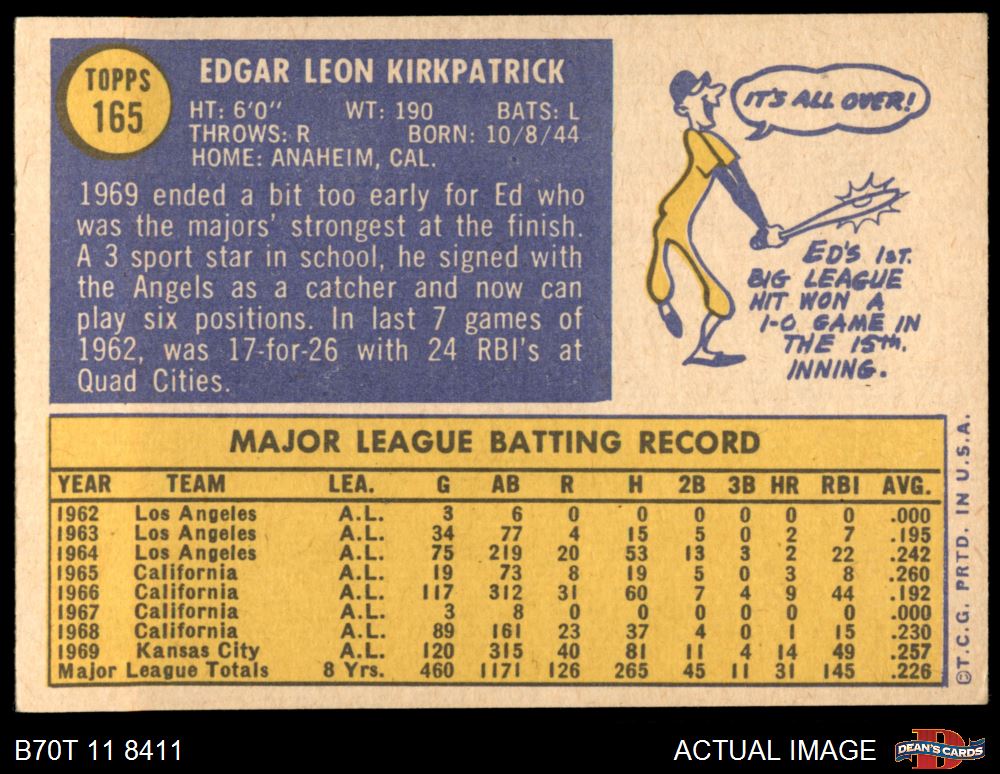 TOPPS
165
EDGAR LEON KIRKPATRICK
HT: 6'0" WT: 190 BATS: L
THROWS: R BORN: 10/8/44
HOME: ANAHEIM, CAL.
1969 ended a bit too early for Ed who
was the majors' strongest at the finish.
A 3 sport star in school, he signed with
the Angels as a catcher and now can
play six positions. In last 7 games of
1962, was 17-for-26 with 24 RBI's at
Quad Cities.
IT'S ALL OVER!
ED'S 1ST.
BIG LEAGUE
HIT WON A
1-0 GAME IN
THE 15th.
INNING.
MAJOR LEAGUE BATTING RECORD
YEAR TEAM LEA. G AB R H 2B 3B HR RBI AVG.
1962 Los Angeles A.L. 3 6 0 0 0 0 0 0 .000
1963 Los Angeles A.L. 34 77 4 15 5 0 2 7 .195
1964 Los Angeles A.L. 75 219 20 53 13 3 2 22 .242
1965 California A.L. 19 73 8 19 5 0 3 8 .260
1966 California A.L. 117 312 31 60 7 4 9 44 .192
1967 California A.L. 3 8 0 0 0 0 0 0 .000
1968 California A.L. 89 161 23 37 4 0 1 15 .230
1969 Kansas City A.L. 120 315 40 81 11 4 14 49 .257
Major League Totals 8 Yrs. 460 1171 126 265 45 11 31 145 .226
©T.C.G. PRTD. IN U.S.A.
B70T 11 8411
ACTUAL IMAGE
D
DEAN'S CARDS